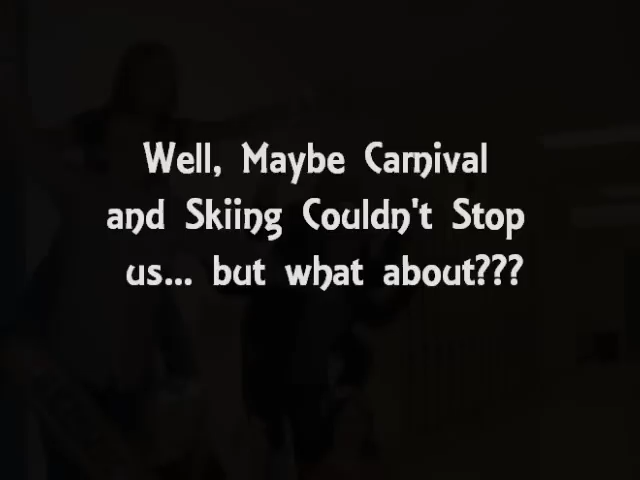 Well, Maybe Carnival
and Skiing Couldn't Stop
us... but what about???